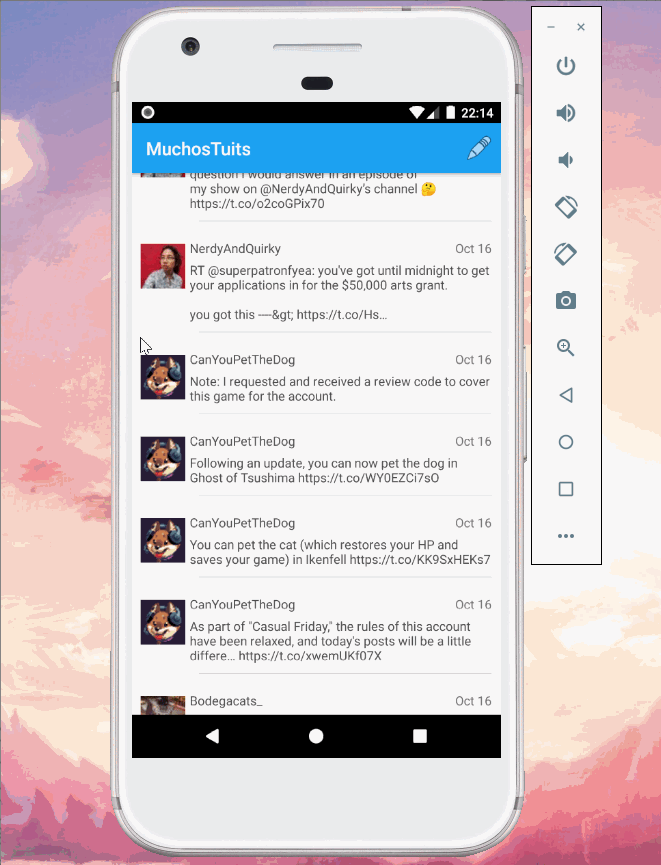 22:14
MuchosTuits
question I would answer in an episode of
my show on @NerdyAndQuirky's channel 🤔
https://t.co/o2coGPix70
NerdyAndQuirky Oct 16
RT @superpatronfyea: you've got until midnight to get
your applications in for the $50,000 arts grant.
you got this —-&gt; https://t.co/Hs…
CanYouPetTheDog Oct 16
Note: I requested and received a review code to cover
this game for the account.
CanYouPetTheDog Oct 16
Following an update, you can now pet the dog in
Ghost of Tsushima https://t.co/WY0EZCi7sO
CanYouPetTheDog Oct 16
You can pet the cat (which restores your HP and
saves your game) in Ikenfell https://t.co/KK9SxHEKs7
CanYouPetTheDog Oct 16
As part of "Casual Friday," the rules of this account
have been relaxed, and today's posts will be a little
differe… https://t.co/xwemUKf07X
Bodegacats_ Oct 16